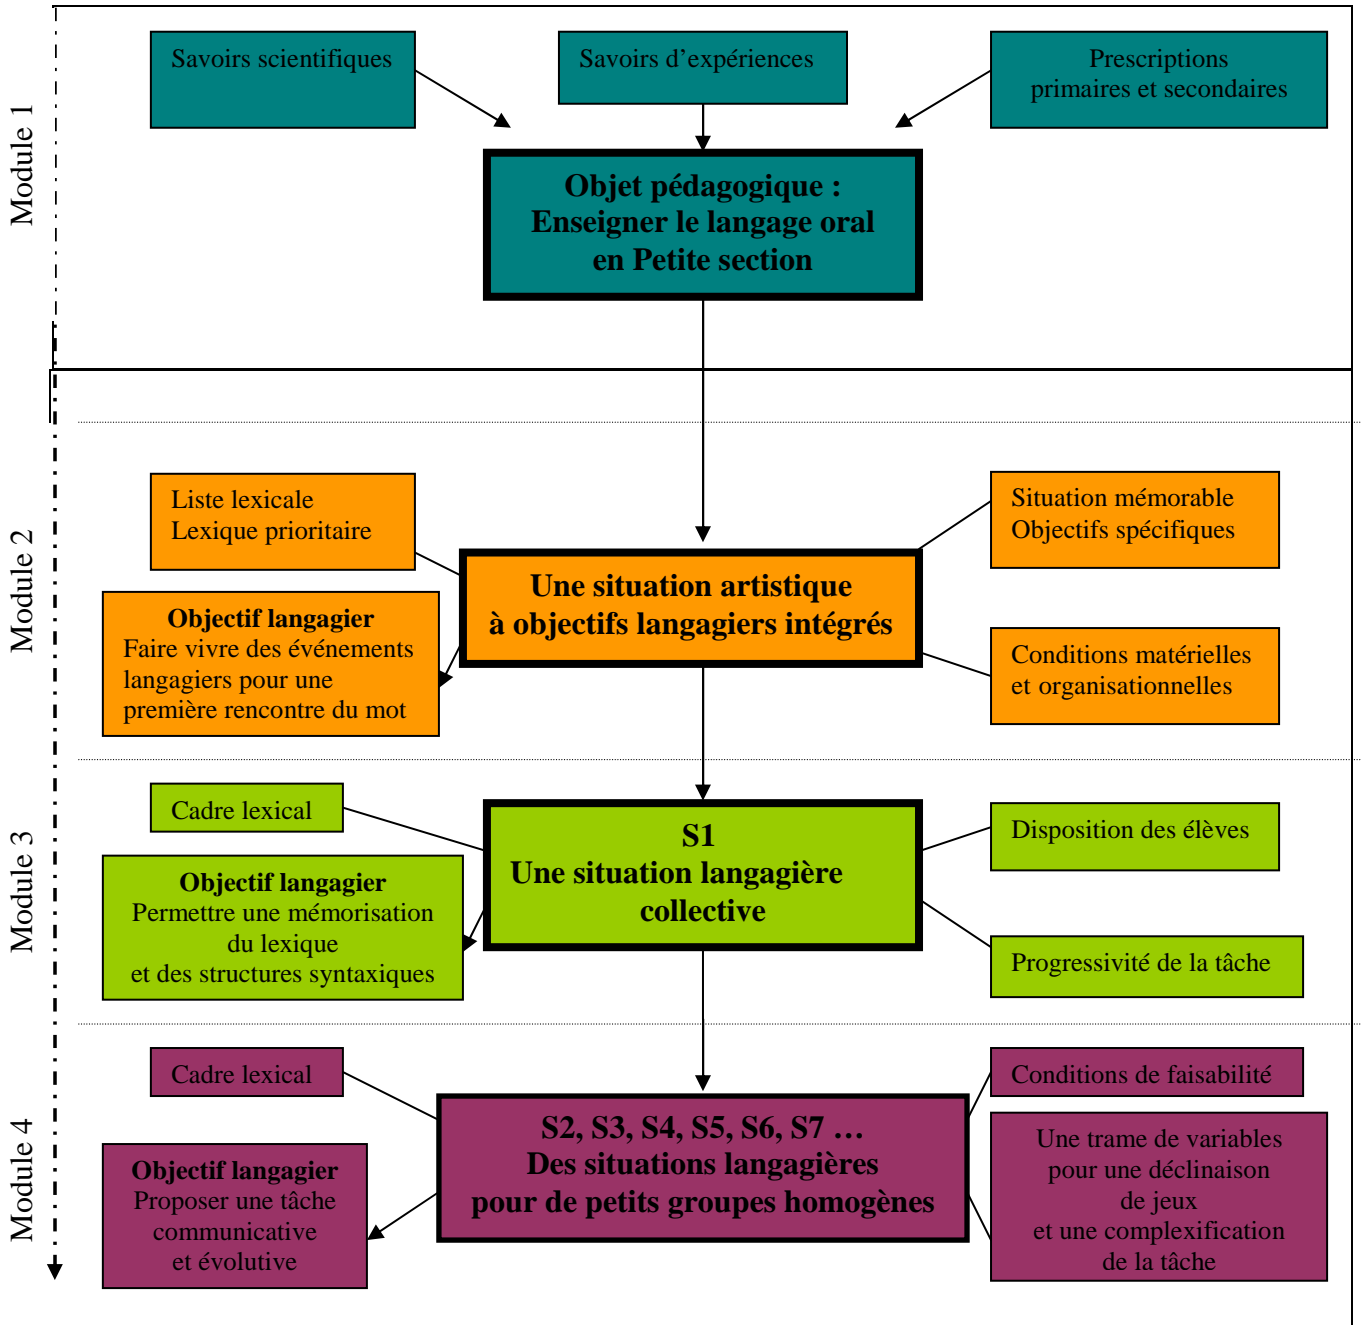 Module 1
Savoirs scientifiques
Savoirs d'expériences
Prescriptions
primaires et secondaires
Objet pédagogique :
Enseigner le langage oral
en Petite section
Module 2
Liste lexicale
Lexique prioritaire
Situation mémorable
Objectifs spécifiques
Une situation artistique
à objectifs langagiers intégrés
Objectif langagier
Faire vivre des événements
langagiers pour une
première rencontre du mot
Conditions matérielles
et organisationnelles
Module 3
Cadre lexical
S1
Une situation langagière
collective
Disposition des élèves
Objectif langagier
Permettre une mémorisation
du lexique
et des structures syntaxiques
Progressivité de la tâche
Module 4
Cadre lexical
Conditions de faisabilité
S2, S3, S4, S5, S6, S7 …
Des situations langagières
pour de petits groupes homogènes
Objectif langagier
Proposer une tâche
communicative
et évolutive
Une trame de variables
pour une déclinaison
de jeux
et une complexification
de la tâche